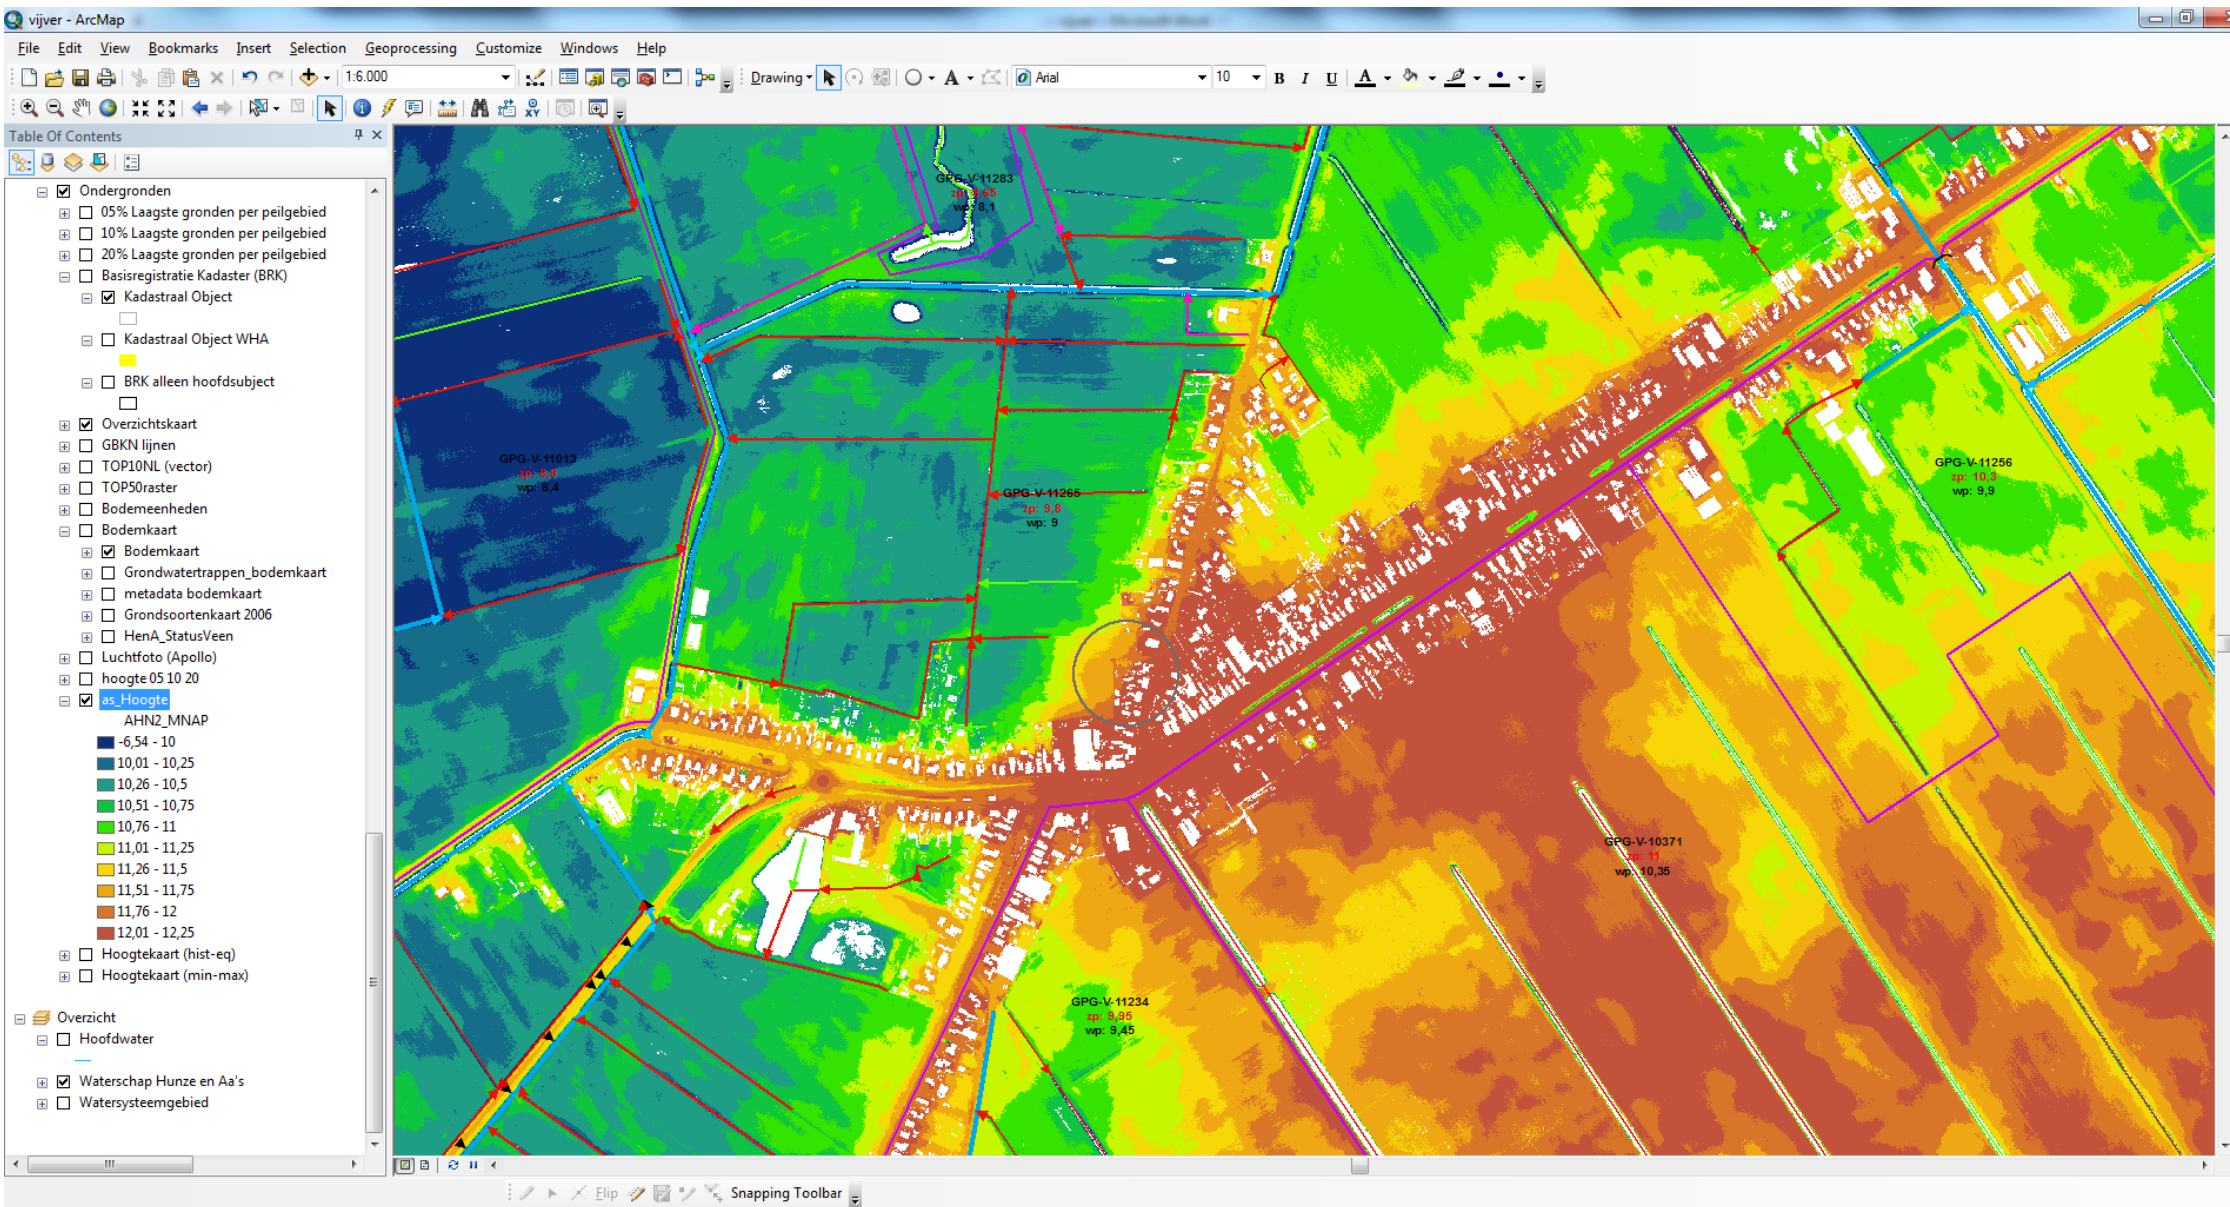 vijver - ArcMap
File Edit View Bookmarks Insert Selection Geoprocessing Customize Windows Help
1:6.000
Drawing
A
Arial
10
B I U A
Table Of Contents
Ondergronden
05% Laagste gronden per peilgebied
10% Laagste gronden per peilgebied
20% Laagste gronden per peilgebied
Basisregistratie Kadaster (BRK)
Kadastraal Object
Kadastraal Object WHA
BRK alleen hoofdsubject
Overzichtskaart
GBKN lijnen
TOP10NL (vector)
TOP50raster
Bodemeenheden
Bodemkaart
Bodemkaart
Grondwatertrappen_bodemkaart
metadata bodemkaart
Grondsoortenkaart 2006
HenA_StatusVeen
Luchtfoto (Apollo)
hoogte 05 10 20
as_Hoogte
AHN2_MNAP
-6,54 - 10
10,01 - 10,25
10,26 - 10,5
10,51 - 10,75
10,76 - 11
11,01 - 11,25
11,26 - 11,5
11,51 - 11,75
11,76 - 12
12,01 - 12,25
Hoogtekaart (hist-eq)
Hoogtekaart (min-max)
Overzicht
Hoofdwater
Waterschap Hunze en Aa's
Watersysteemgebied
GPG-V-11283
wp: 8,1
GPG-V-11013
zp: 8,9
wp: 8,4
GPG-V-11265
zp: 9,8
wp: 9
GPG-V-11256
zp: 10,3
wp: 9,9
GPG-V-10371
zp: 11
wp: 10,35
GPG-V-11234
zp: 9,95
wp: 9,45
Flip
Snapping Toolbar